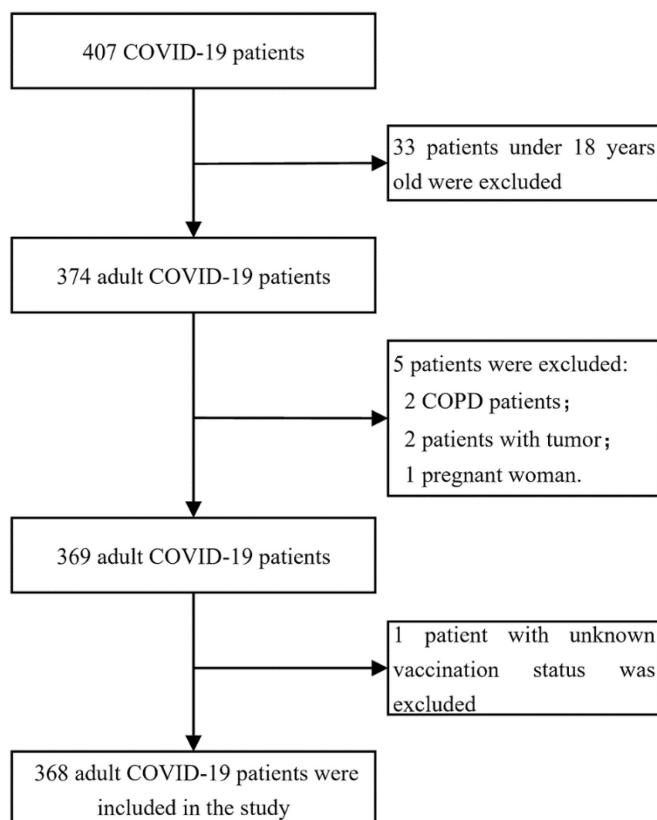 407 COVID-19 patients
33 patients under 18 years
old were excluded
374 adult COVID-19 patients
5 patients were excluded:
2 COPD patients；
2 patients with tumor；
1 pregnant woman.
369 adult COVID-19 patients
1 patient with unknown
vaccination status was
excluded
368 adult COVID-19 patients were
included in the study